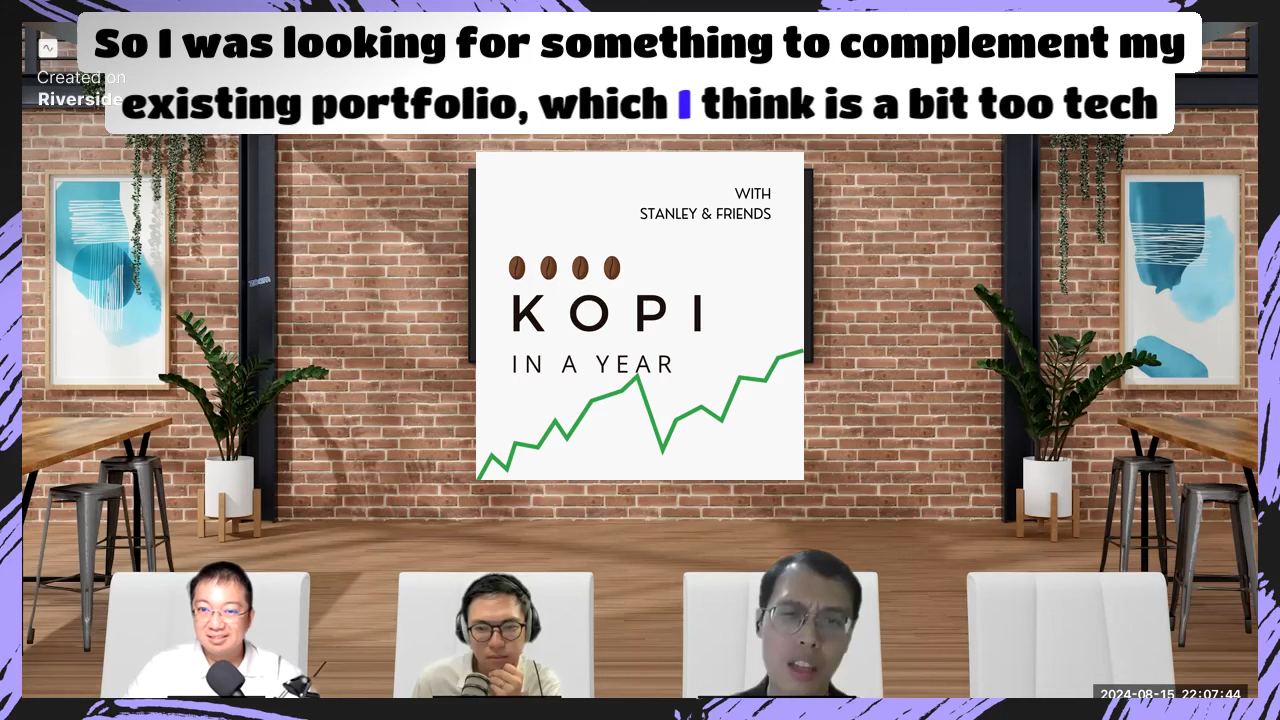 So I was looking for something to complement my
existing portfolio, which I think is a bit too tech
Created on
Riverside
WITH
STANLEY & FRIENDS
KOPI
IN A YEAR
2024-08-15 22:07:44